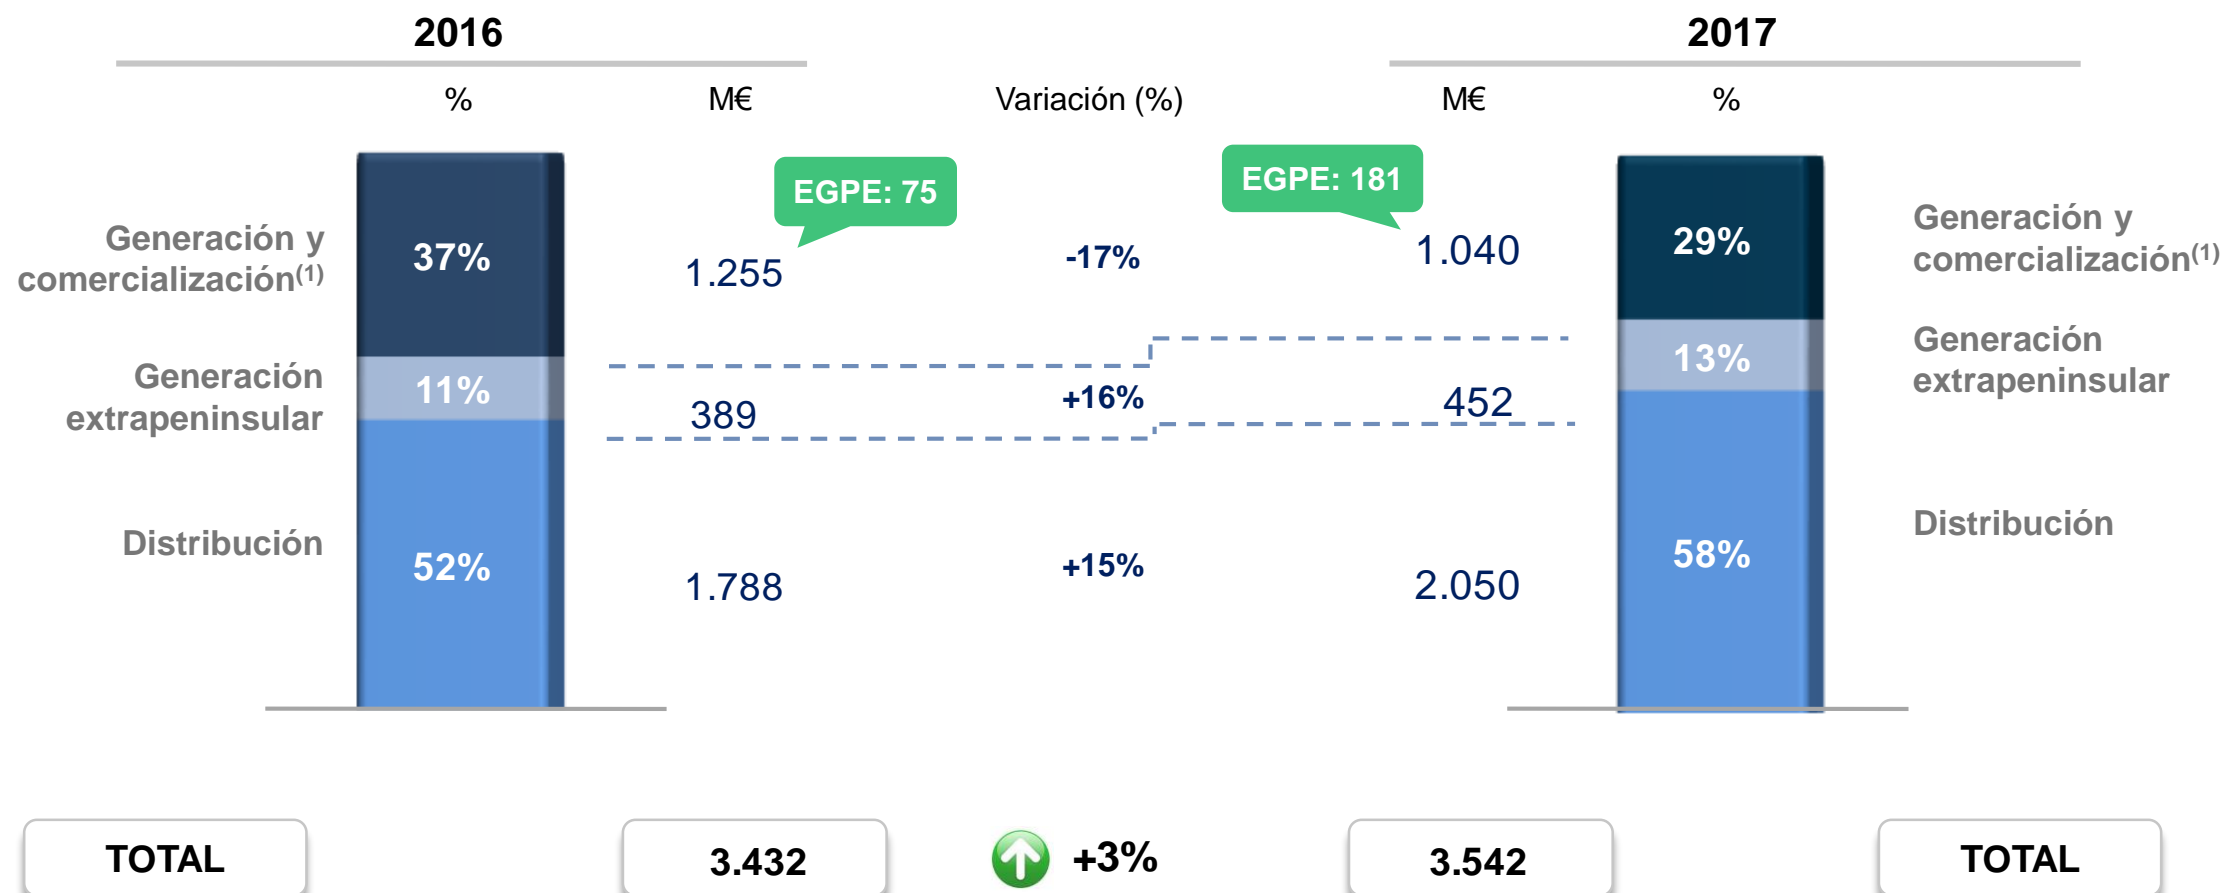 2016
2017
%
M€
Variación (%)
M€
%
EGPE: 75
EGPE: 181
Generación y
comercialización(1)
37%
1.255
-17%
1.040
29%
Generación y
comercialización(1)
Generación
extrapeninsular
11%
389
+16%
452
13%
Generación
extrapeninsular
Distribución
52%
1.788
+15%
2.050
58%
Distribución
TOTAL
3.432
+3%
3.542
TOTAL